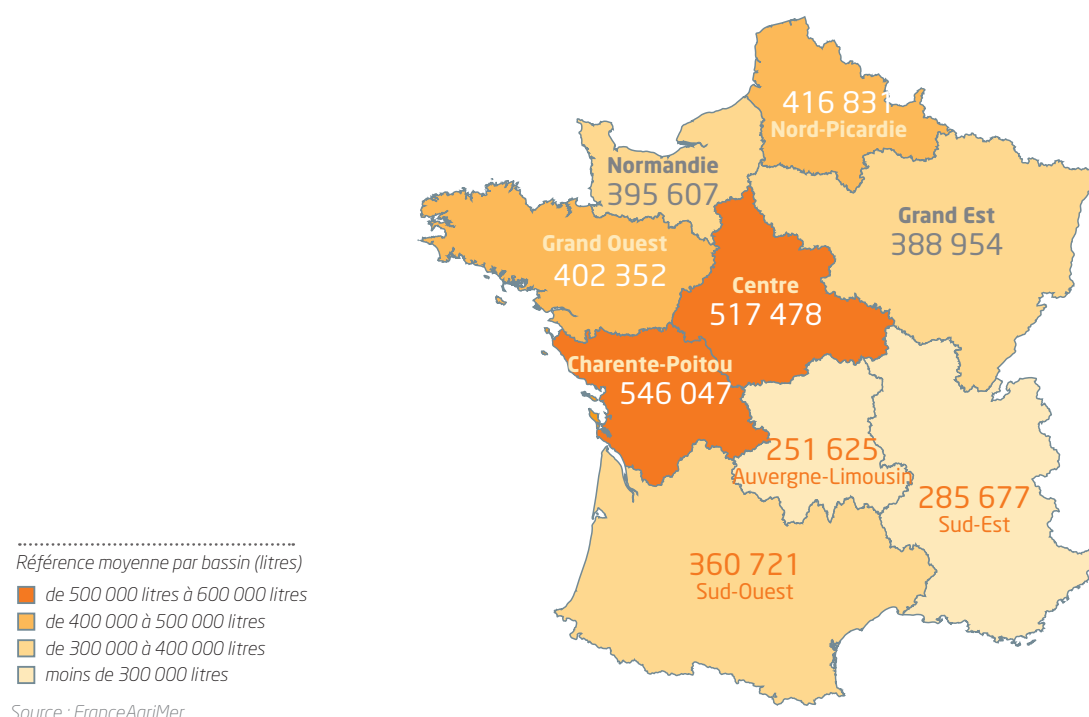 416 831
Nord-Picardie
Normandie
395 607
Grand Est
388 954
Grand Ouest
402 352
Centre
517 478
Charente-Poitou
546 047
251 625
Auvergne-Limousin
285 677
Sud-Est
360 721
Sud-Ouest
Référence moyenne par bassin (litres)
de 500 000 litres à 600 000 litres
de 400 000 à 500 000 litres
de 300 000 à 400 000 litres
moins de 300 000 litres
Source : FranceAgriMer